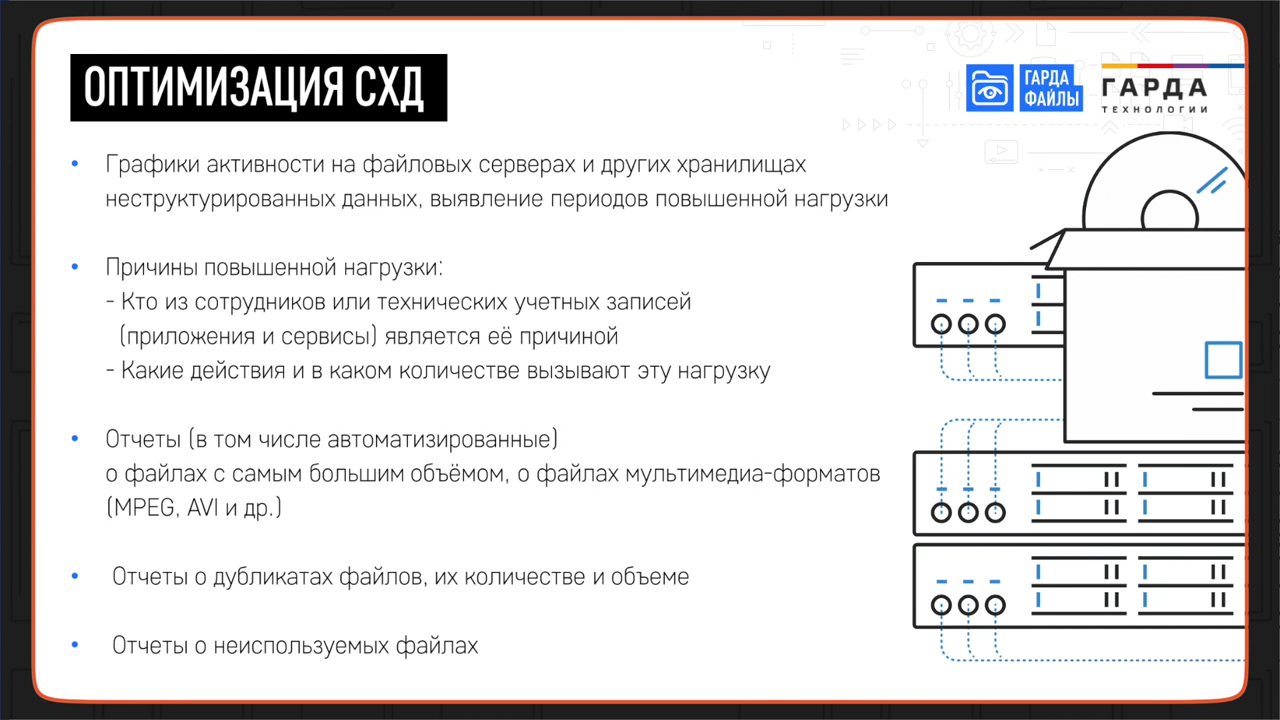 ОПТИМИЗАЦИЯ СХД
ГАРДА
ФАЙЛЫ
ГАРДА
ТЕХНОЛОГИИ
• Графики активности на файловых серверах и других хранилищах
неструктурированных данных, выявление периодов повышенной нагрузки
• Причины повышенной нагрузки:
- Кто из сотрудников или технических учетных записей
(приложения и сервисы) является её причиной
- Какие действия и в каком количестве вызывают эту нагрузку
• Отчеты (в том числе автоматизированные)
о файлах с самым большим объёмом, о файлах мультимедиа-форматов
(MPEG, AVI и др.)
• Отчеты о дубликатах файлов, их количестве и объеме
• Отчеты о неиспользуемых файлах